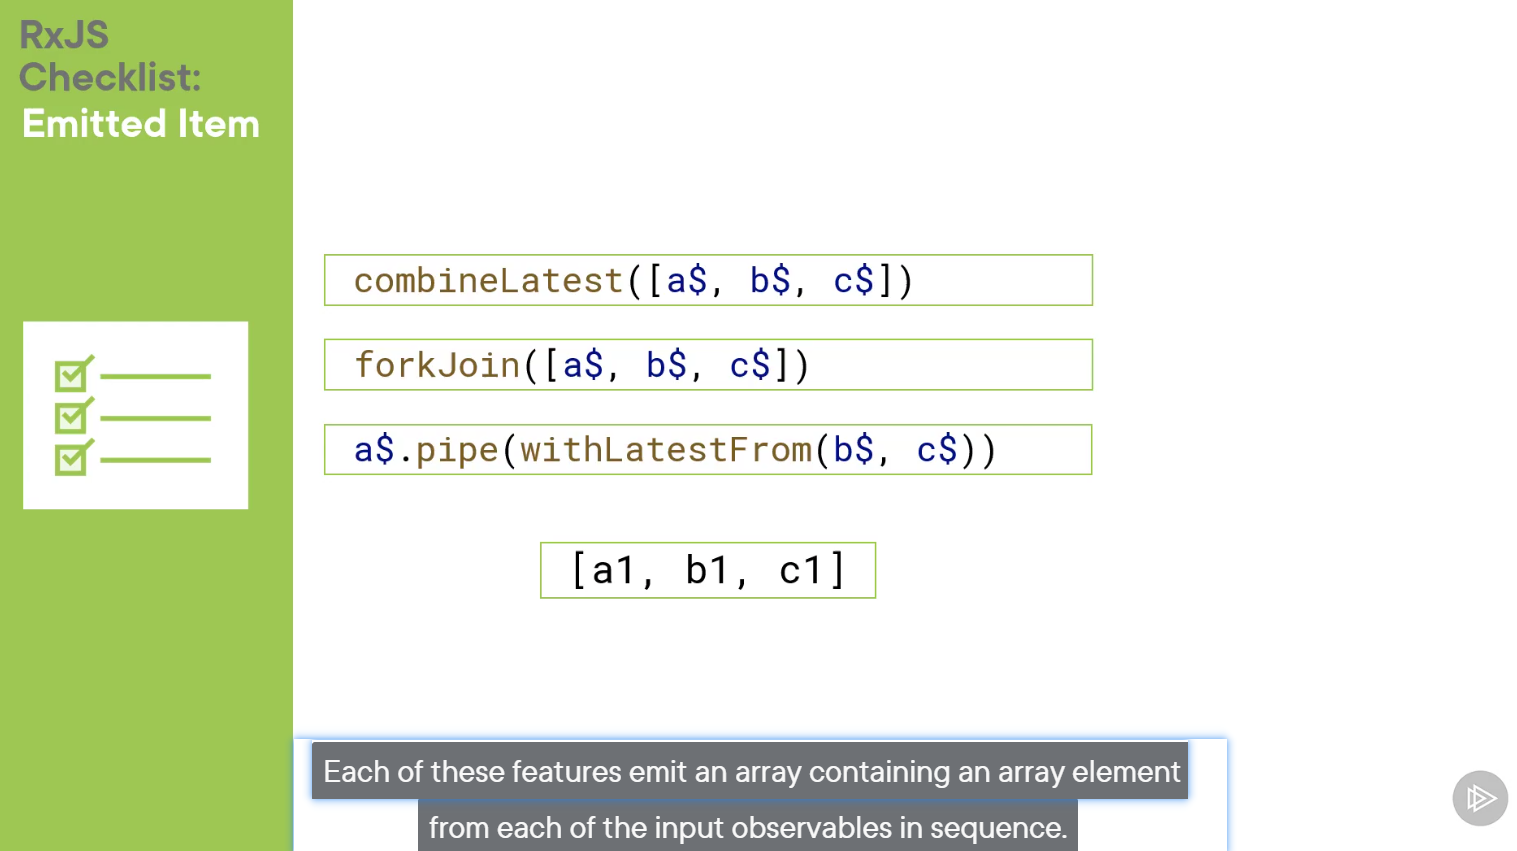 RxJS
Checklist:
Emitted Item
combineLatest([a$, b$, c$])
forkJoin([a$, b$, c$])
a$.pipe(withLatestFrom(b$, c$))
[a1, b1, c1]
Each of these features emit an array containing an array element
from each of the input observables in sequence.